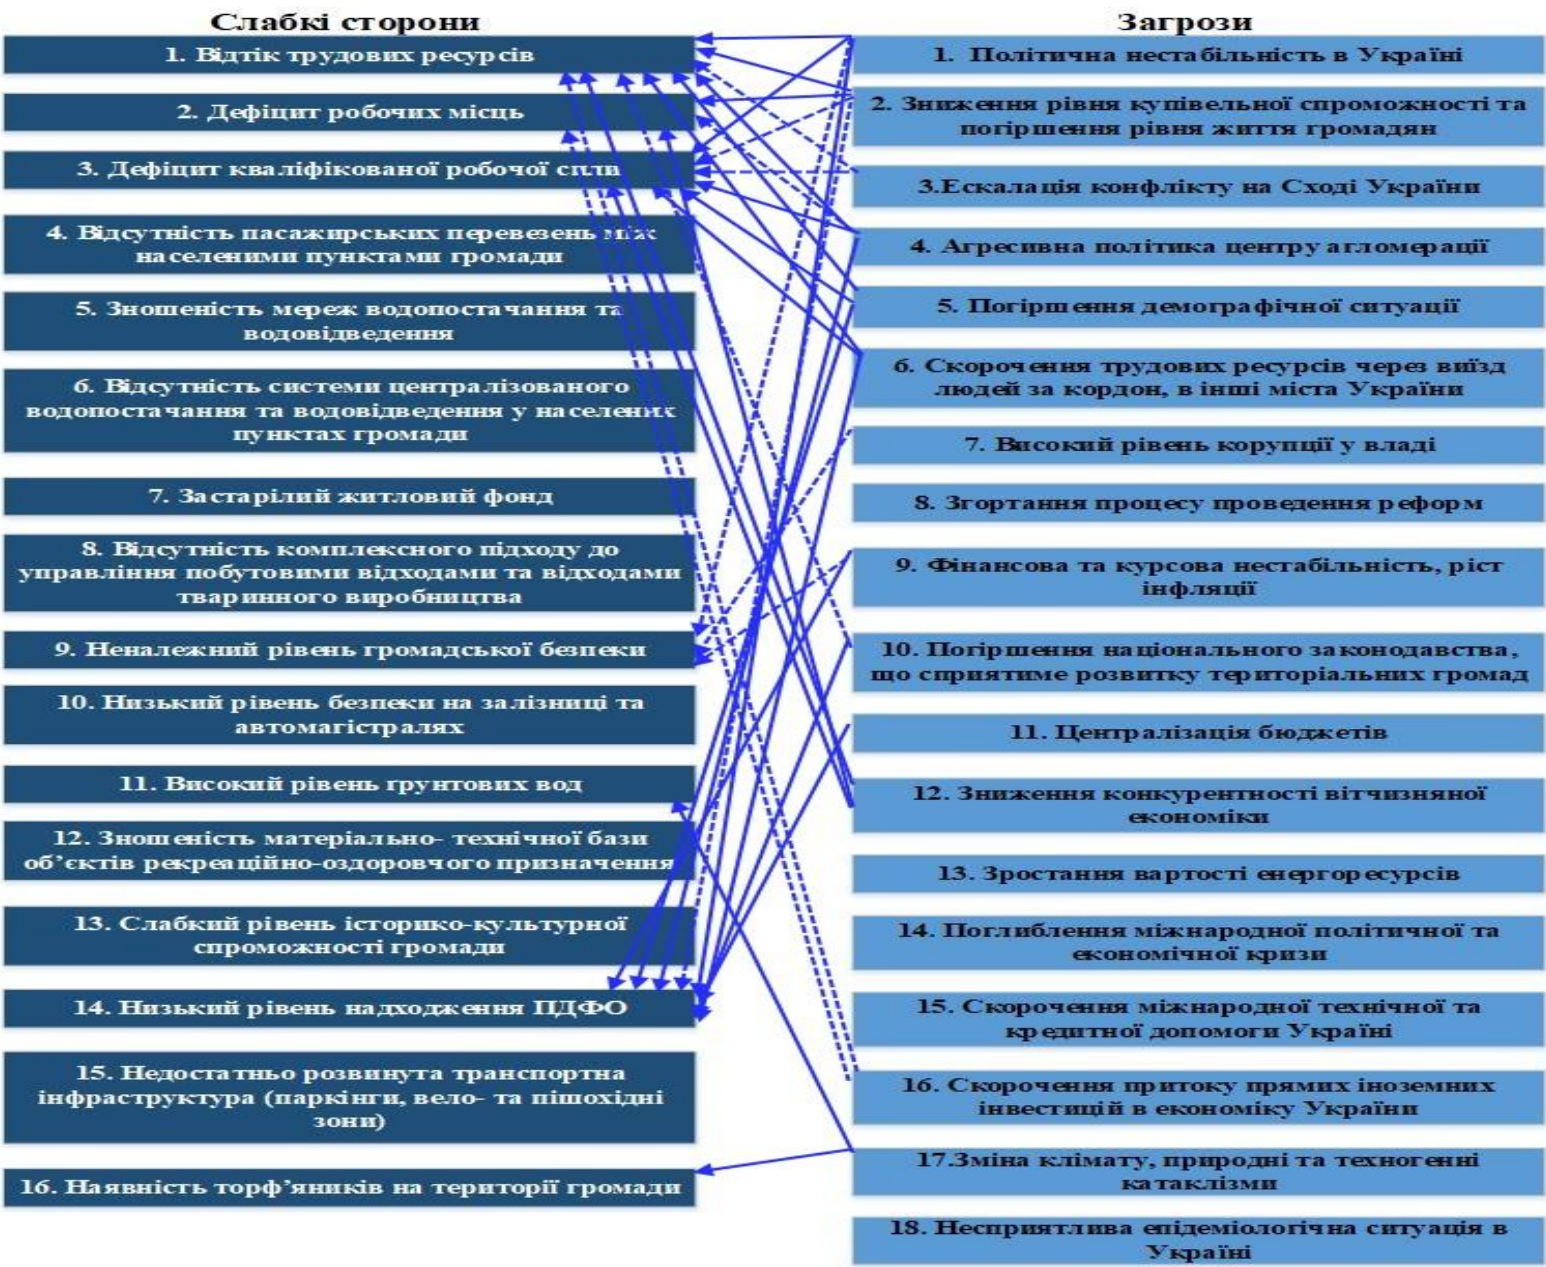 Слабкі сторони
1. Відтік трудових ресурсів
2. Дефіцит робочих місць
3. Дефіцит кваліфікованої робочої сили
4. Відсутність пасажирських перевезень між
населеними пунктами громади
5. Зношеність мереж водопостачання та
водовідведення
6. Відсутність системи централізованого
водопостачання та водовідведення у населених
пунктах громади
7. Застарілий житловий фонд
8. Відсутність комплексного підходу до
управління побутовими відходами та відходами
тваринного виробництва
9. Неналежний рівень громадської безпеки
10. Низький рівень безпеки на залізниці та
автомагістралях
11. Високий рівень ґрунтових вод
12. Зношеність матеріально- технічної бази
об’єктів рекреаційно-оздоровчого призначення
13. Слабкий рівень історико-культурної
спроможності громади
14. Низький рівень надходження ПДФО
15. Недостатньо розвинута транспортна
інфраструктура (паркінги, вело- та пішохідні
зони)
16. Наявність торф’яників на території громади
Загрози
1. Політична нестабільність в Україні
2. Зниження рівня купівельної спроможності та
погіршення рівня життя громадян
3.Ескалація конфлікту на Сході України
4. Агресивна політика центру агломерації
5. Погіршення демографічної ситуації
6. Скорочення трудових ресурсів через виїзд
людей за кордон, в інші міста України
7. Високий рівень корупції у владі
8. Згортання процесу проведення реформ
9. Фінансова та курсова нестабільність, ріст
інфляції
10. Погіршення національного законодавства,
що сприятиме розвитку територіальних громад
11. Централізація бюджетів
12. Зниження конкурентності вітчизняної
економіки
13. Зростання вартості енергоресурсів
14. Поглиблення міжнародної політичної та
економічної кризи
15. Скорочення міжнародної технічної та
кредитної допомоги Україні
16. Скорочення притоку прямих іноземних
інвестицій в економіку України
17.Зміна клімату, природні та техногенні
катаклізми
18. Несприятлива епідеміологічна ситуація в
Україні